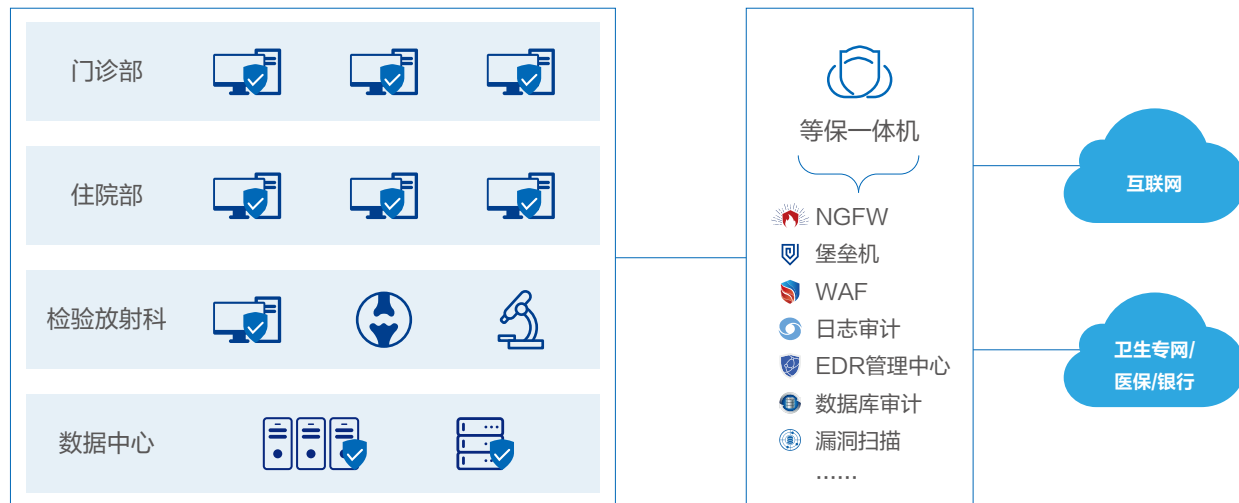 门诊部
住院部
检验放射科
数据中心
等保一体机
NGFW
堡垒机
WAF
日志审计
EDR管理中心
数据库审计
漏洞扫描
......
互联网
卫生专网/
医保/银行